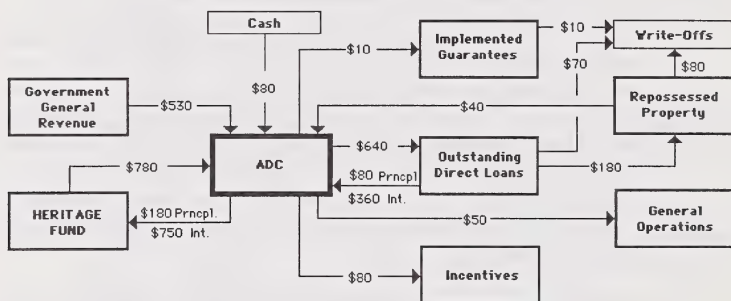 Cash
$10
Implemented
Guarantees
$10
Write-Offs
$70
$80
Government
General
Revenue
$530
$80
$40
Repossessed
Property
$780
ADC
$640
Outstanding
Direct Loans
$80 Prncpl
$360 Int.
$180
HERITAGE
FUND
$180 Prncpl.
$750 Int.
$50
General
Operations
$80
Incentives